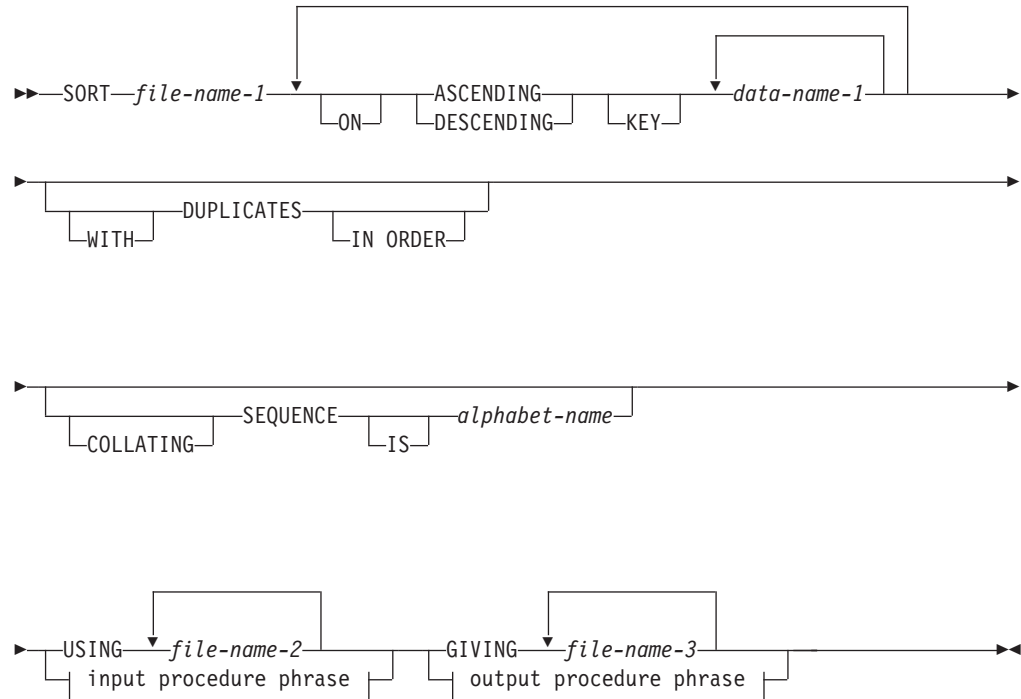 SORT file-name-1 ASCENDING data-name-1
ON DESCENDING KEY
DUPLICATES
WITH IN ORDER
SEQUENCE alphabet-name
COLLATING IS
USING file-name-2 GIVING file-name-3
input procedure phrase output procedure phrase